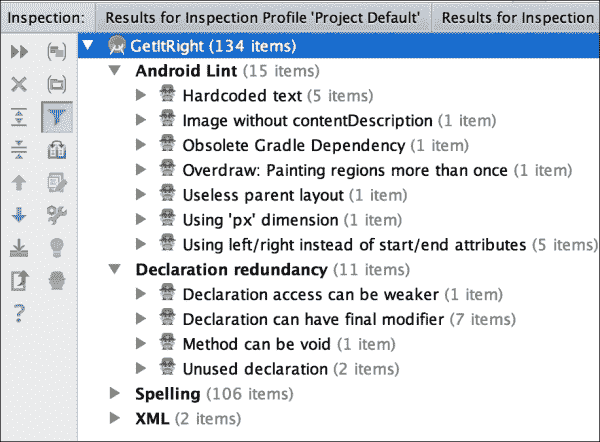 Inspection: Results for Inspection Profile 'Project Default' Results for Inspection
GetItRight (134 items)
Android Lint (15 items)
Hardcoded text (5 items)
Image without contentDescription (1 item)
Obsolete Gradle Dependency (1 item)
Overdraw: Painting regions more than once (1 item)
Useless parent layout (1 item)
Using 'px' dimension (1 item)
Using left/right instead of start/end attributes (5 items)
Declaration redundancy (11 items)
Declaration access can be weaker (1 item)
Declaration can have final modifier (7 items)
Method can be void (1 item)
Unused declaration (2 items)
Spelling (106 items)
XML (2 items)
?